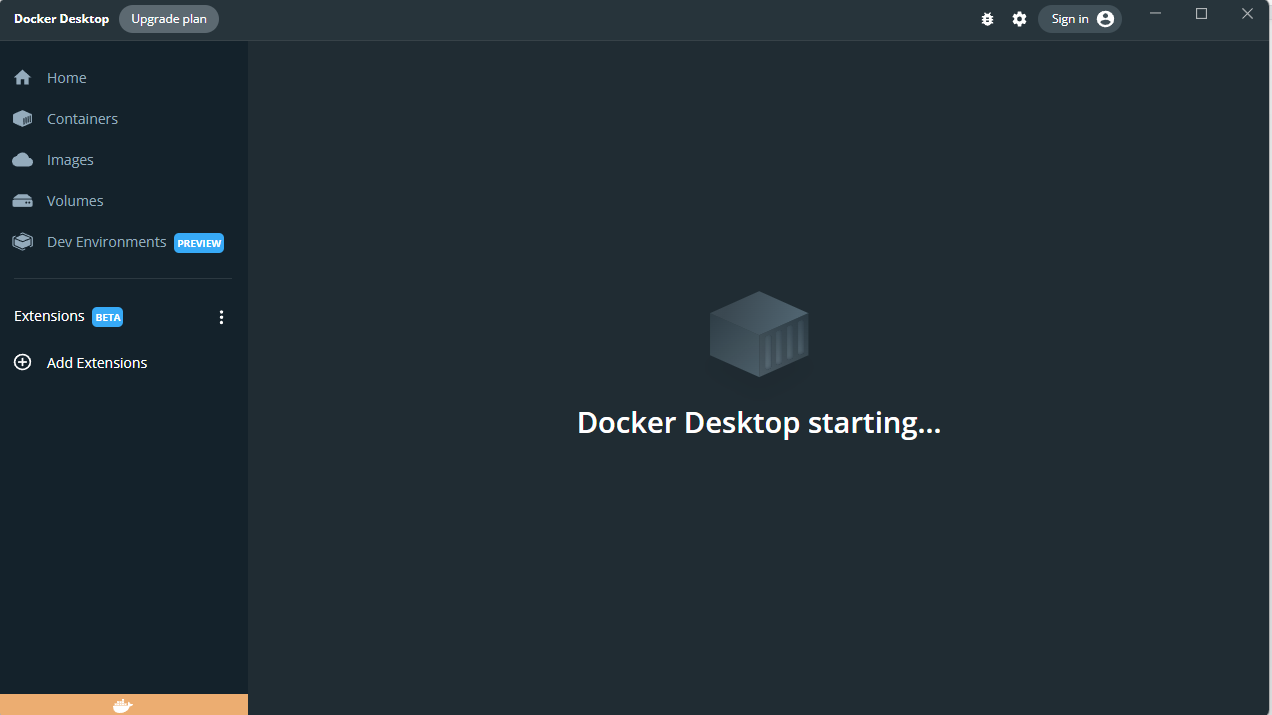 Docker Desktop Upgrade plan Sign in
Home
Containers
Images
Volumes
Dev Environments PREVIEW
Extensions BETA
Add Extensions
Docker Desktop starting...